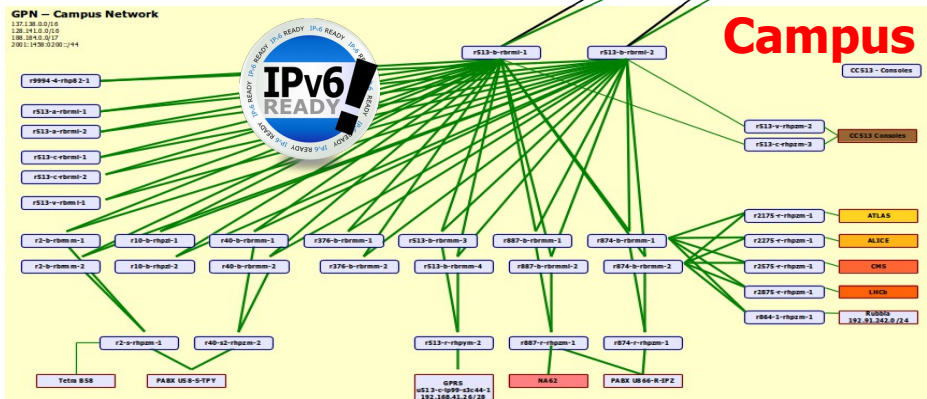 GPN – Campus Network
137.138.0.0/16
128.141.0.0/16
188.184.0.0/17
2001:1458:0200::/44
Campus
IPv6 READY
IPv6
READY
r513-b-rbrml-1
r513-b-rbrml-2
CC513 - Consoles
r9994-4-rhp82-1
r513-a-rbrml-1
r513-a-rbrml-2
r513-c-rbrml-1
r513-c-rbrml-2
r513-v-rbrml-1
r513-v-rhpzm-2
r513-c-rhpzm-3
CC513 Consoles
r2175-r-rhpzm-1
ATLAS
r2-b-rbrmm-1
r10-b-rhpzl-1
r40-b-rbrmm-1
r376-b-rbrmm-1
r513-b-rbrmm-3
r887-b-rbrmm-1
r874-b-rbrmm-1
r2275-r-rhpzm-1
ALICE
r2-b-rbrmm-2
r10-b-rhpzl-2
r40-b-rbrmm-2
r376-b-rbrmm-2
r513-b-rbrmm-4
r887-b-rbrmml-2
r874-b-rbrmm-2
r2575-r-rhpzm-1
CMS
r2875-r-rhpzm-1
LHCb
r864-1-rhpzm-1
Rubbia
192.91.242.0/24
r2-s-rhpzm-1
r40-s2-rhpzm-2
r513-r-rhpym-2
r887-r-rhpzm-1
r874-r-rhpzm-1
Tetra B58
PABX US8-S-TPY
GPRS
u513-c-ip99-s3c44-1
192.168.41.26/28
NA62
PABX U866-R-IPZ